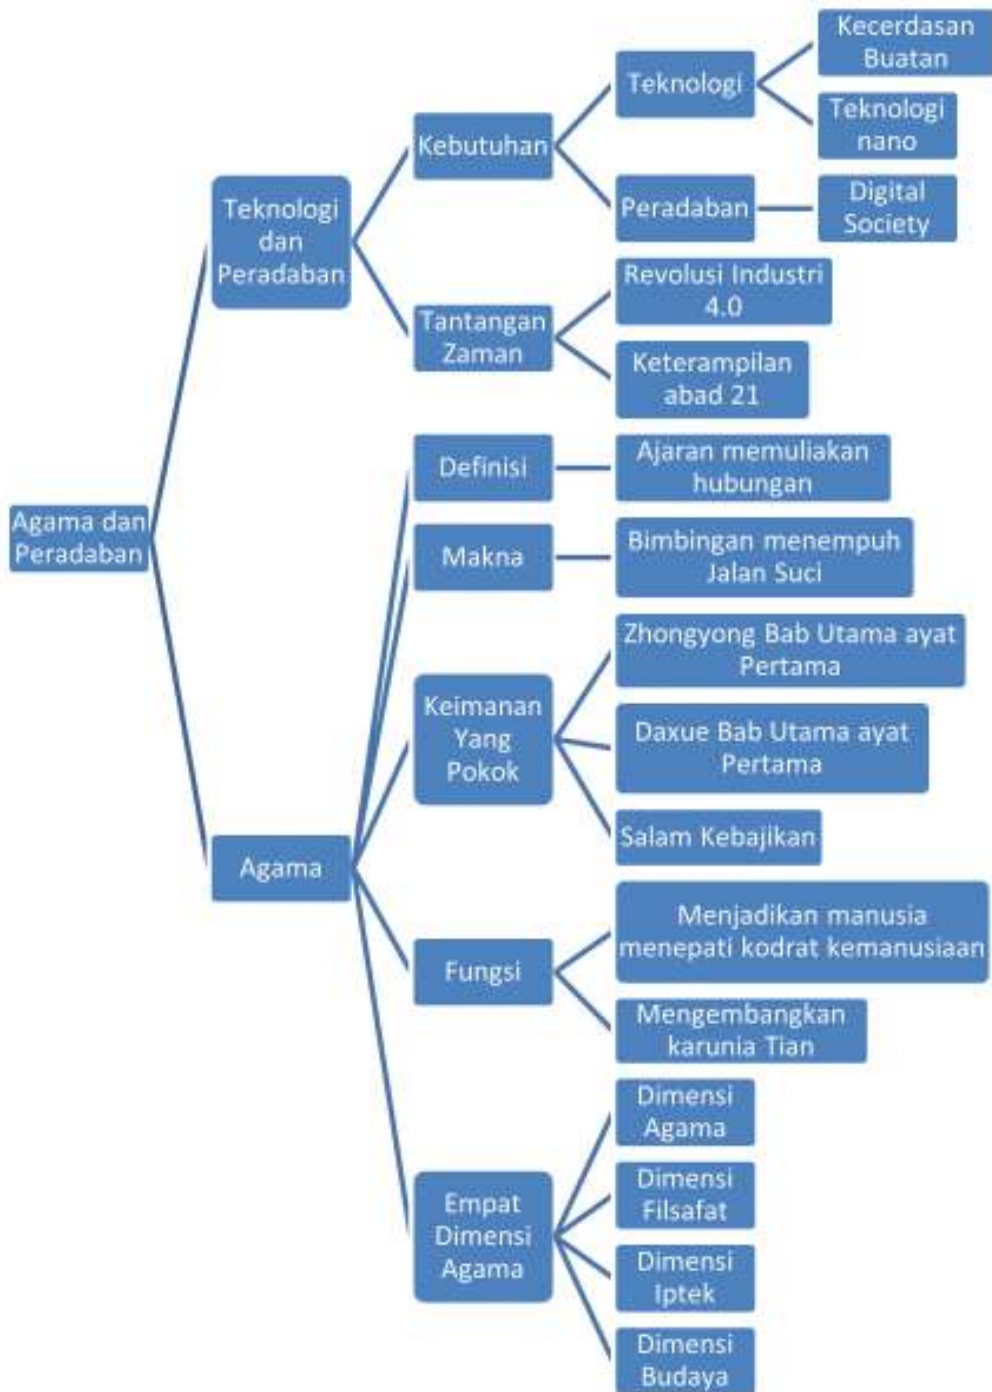 Agama dan
Peradaban
Teknologi
dan
Peradaban
Kebutuhan
Teknologi
Kecerdasan
Buatan
Teknologi
nano
Peradaban
Digital
Society
Tantangan
Zaman
Revolusi Industri
4.0
Keterampilan
abad 21
Agama
Definisi
Ajaran memuliakan
hubungan
Makna
Bimbingan menempuh
Jalan Suci
Keimanan
Yang
Pokok
Zhongyong Bab Utama ayat
Pertama
Daxue Bab Utama ayat
Pertama
Salam Kebajikan
Fungsi
Menjadikan manusia
menepati kodrat kemanusiaan
Mengembangkan
karunia Tian
Empat
Dimensi
Agama
Dimensi
Agama
Dimensi
Filsafat
Dimensi
Iptek
Dimensi
Budaya